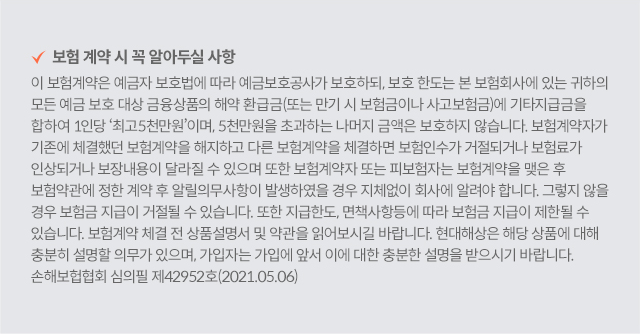 보험 계약 시 꼭 알아두실 사항
이 보험계약은 예금자 보호법에 따라 예금보호공사가 보호하되, 보호 한도는 본 보험회사에 있는 귀하의
모든 예금 보호 대상 금융상품의 해약 환급금(또는 만기 시 보험금이나 사고보험금)에 기타지급금을
합하여 1인당 ‘최고5천만원’이며, 5천만원을 초과하는 나머지 금액은 보호하지 않습니다. 보험계약자가
기존에 체결했던 보험계약을 해지하고 다른 보험계약을 체결하면 보험인수가 거절되거나 보험료가
인상되거나 보장내용이 달라질 수 있으며 또한 보험계약자 또는 피보험자는 보험계약을 맺은 후
보험약관에 정한 계약 후 알릴의무사항이 발생하였을 경우 지체없이 회사에 알려야 합니다. 그렇지 않을
경우 보험금 지급이 거절될 수 있습니다. 또한 지급한도, 면책사항등에 따라 보험금 지급이 제한될 수
있습니다. 보험계약 체결 전 상품설명서 및 약관을 읽어보시길 바랍니다. 현대해상은 해당 상품에 대해
충분히 설명할 의무가 있으며, 가입자는 가입에 앞서 이에 대한 충분한 설명을 받으시기 바랍니다.
손해보헙협회 심의필 제42952호(2021.05.06)